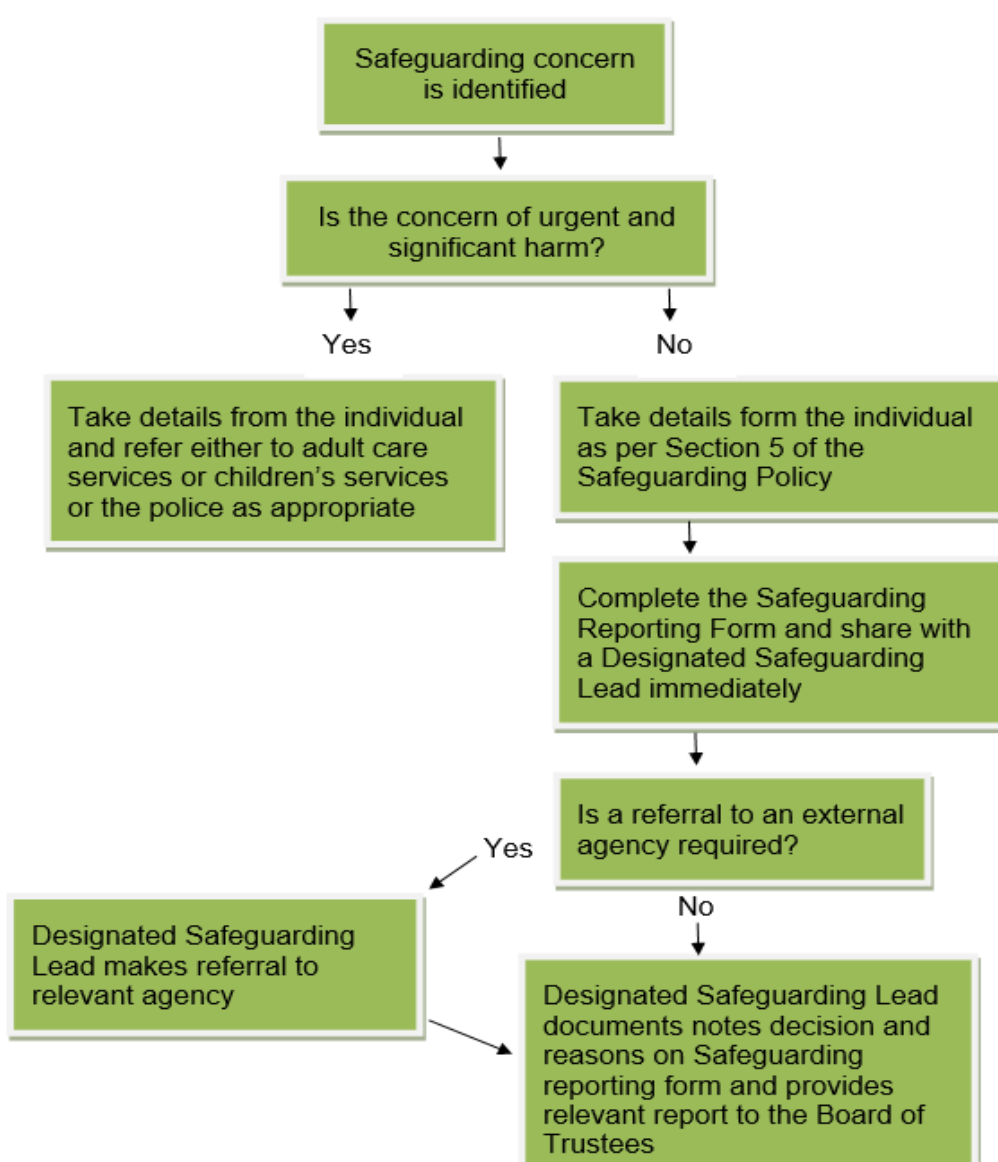 Safeguarding concern
is identified
Is the concern of urgent and
significant harm?
Yes
No
Take details from the individual
and refer either to adult care
services or children’s services
or the police as appropriate
Take details form the individual
as per Section 5 of the
Safeguarding Policy
Complete the Safeguarding
Reporting Form and share with
a Designated Safeguarding
Lead immediately
Is a referral to an external
agency required?
Yes
No
Designated Safeguarding
Lead makes referral to
relevant agency
Designated Safeguarding Lead
documents notes decision and
reasons on Safeguarding
reporting form and provides
relevant report to the Board of
Trustees